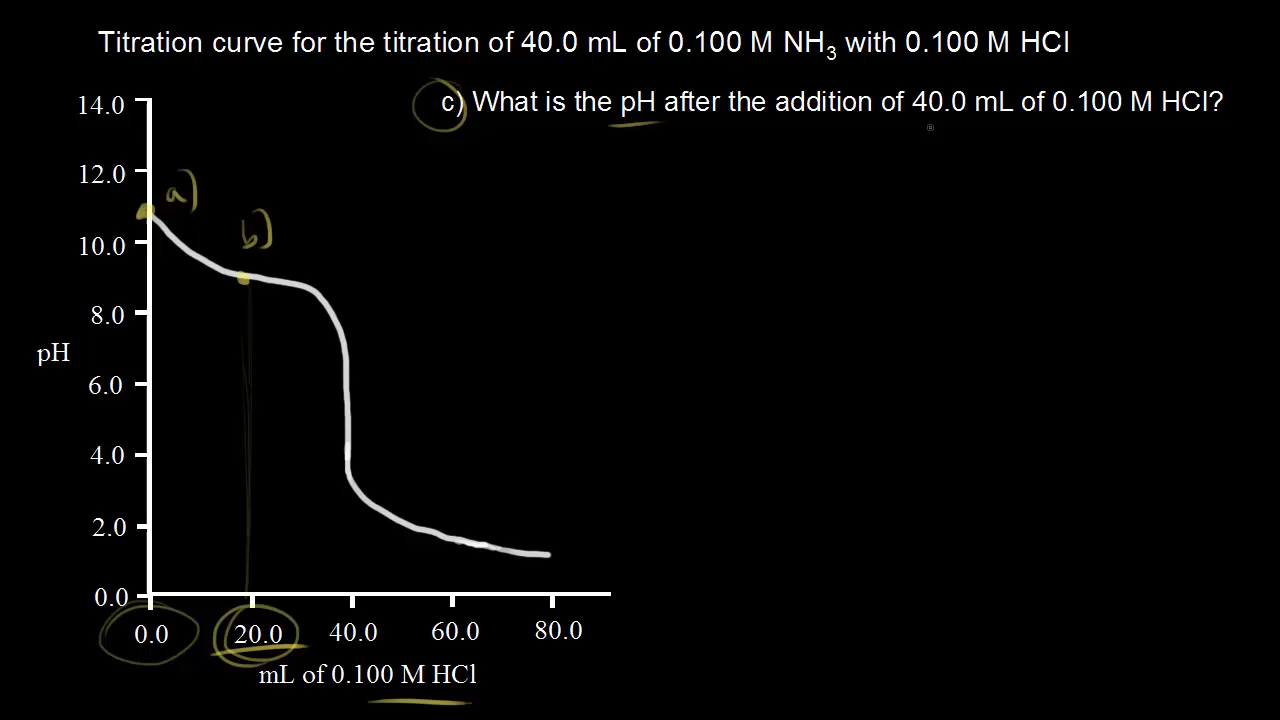 Titration curve for the titration of 40.0 mL of 0.100 M NH₃ with 0.100 M HCl
c) What is the pH after the addition of 40.0 mL of 0.100 M HCl?
14.0
12.0
a)
b)
10.0
8.0
pH
6.0
4.0
2.0
0.0
0.0 20.0 40.0 60.0 80.0
mL of 0.100 M HCl